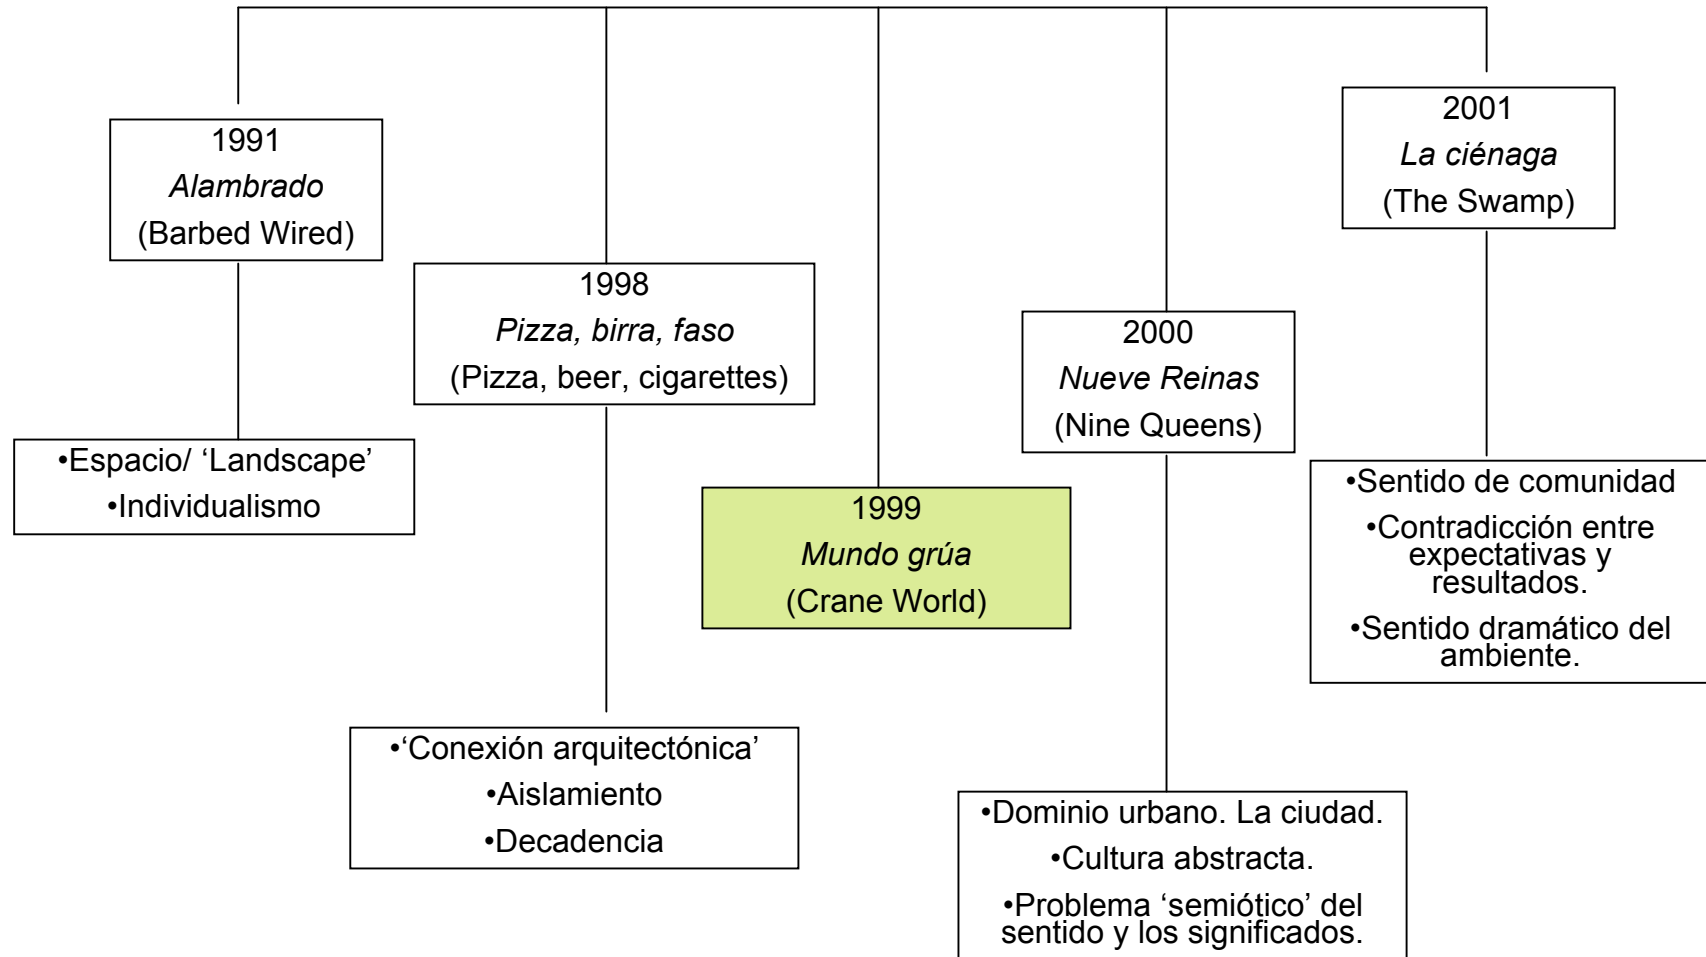 1991
Alambrado
(Barbed Wired)
•Espacio/ ‘Landscape’
•Individualismo
1998
Pizza, birra, faso
(Pizza, beer, cigarettes)
•‘Conexión arquitectónica’
•Aislamiento
•Decadencia
1999
Mundo grúa
(Crane World)
2000
Nueve Reinas
(Nine Queens)
•Dominio urbano. La ciudad.
•Cultura abstracta.
•Problema ‘semiótico’ del
sentido y los significados.
2001
La ciénaga
(The Swamp)
•Sentido de comunidad
•Contradicción entre
expectativas y
resultados.
•Sentido dramático del
ambiente.